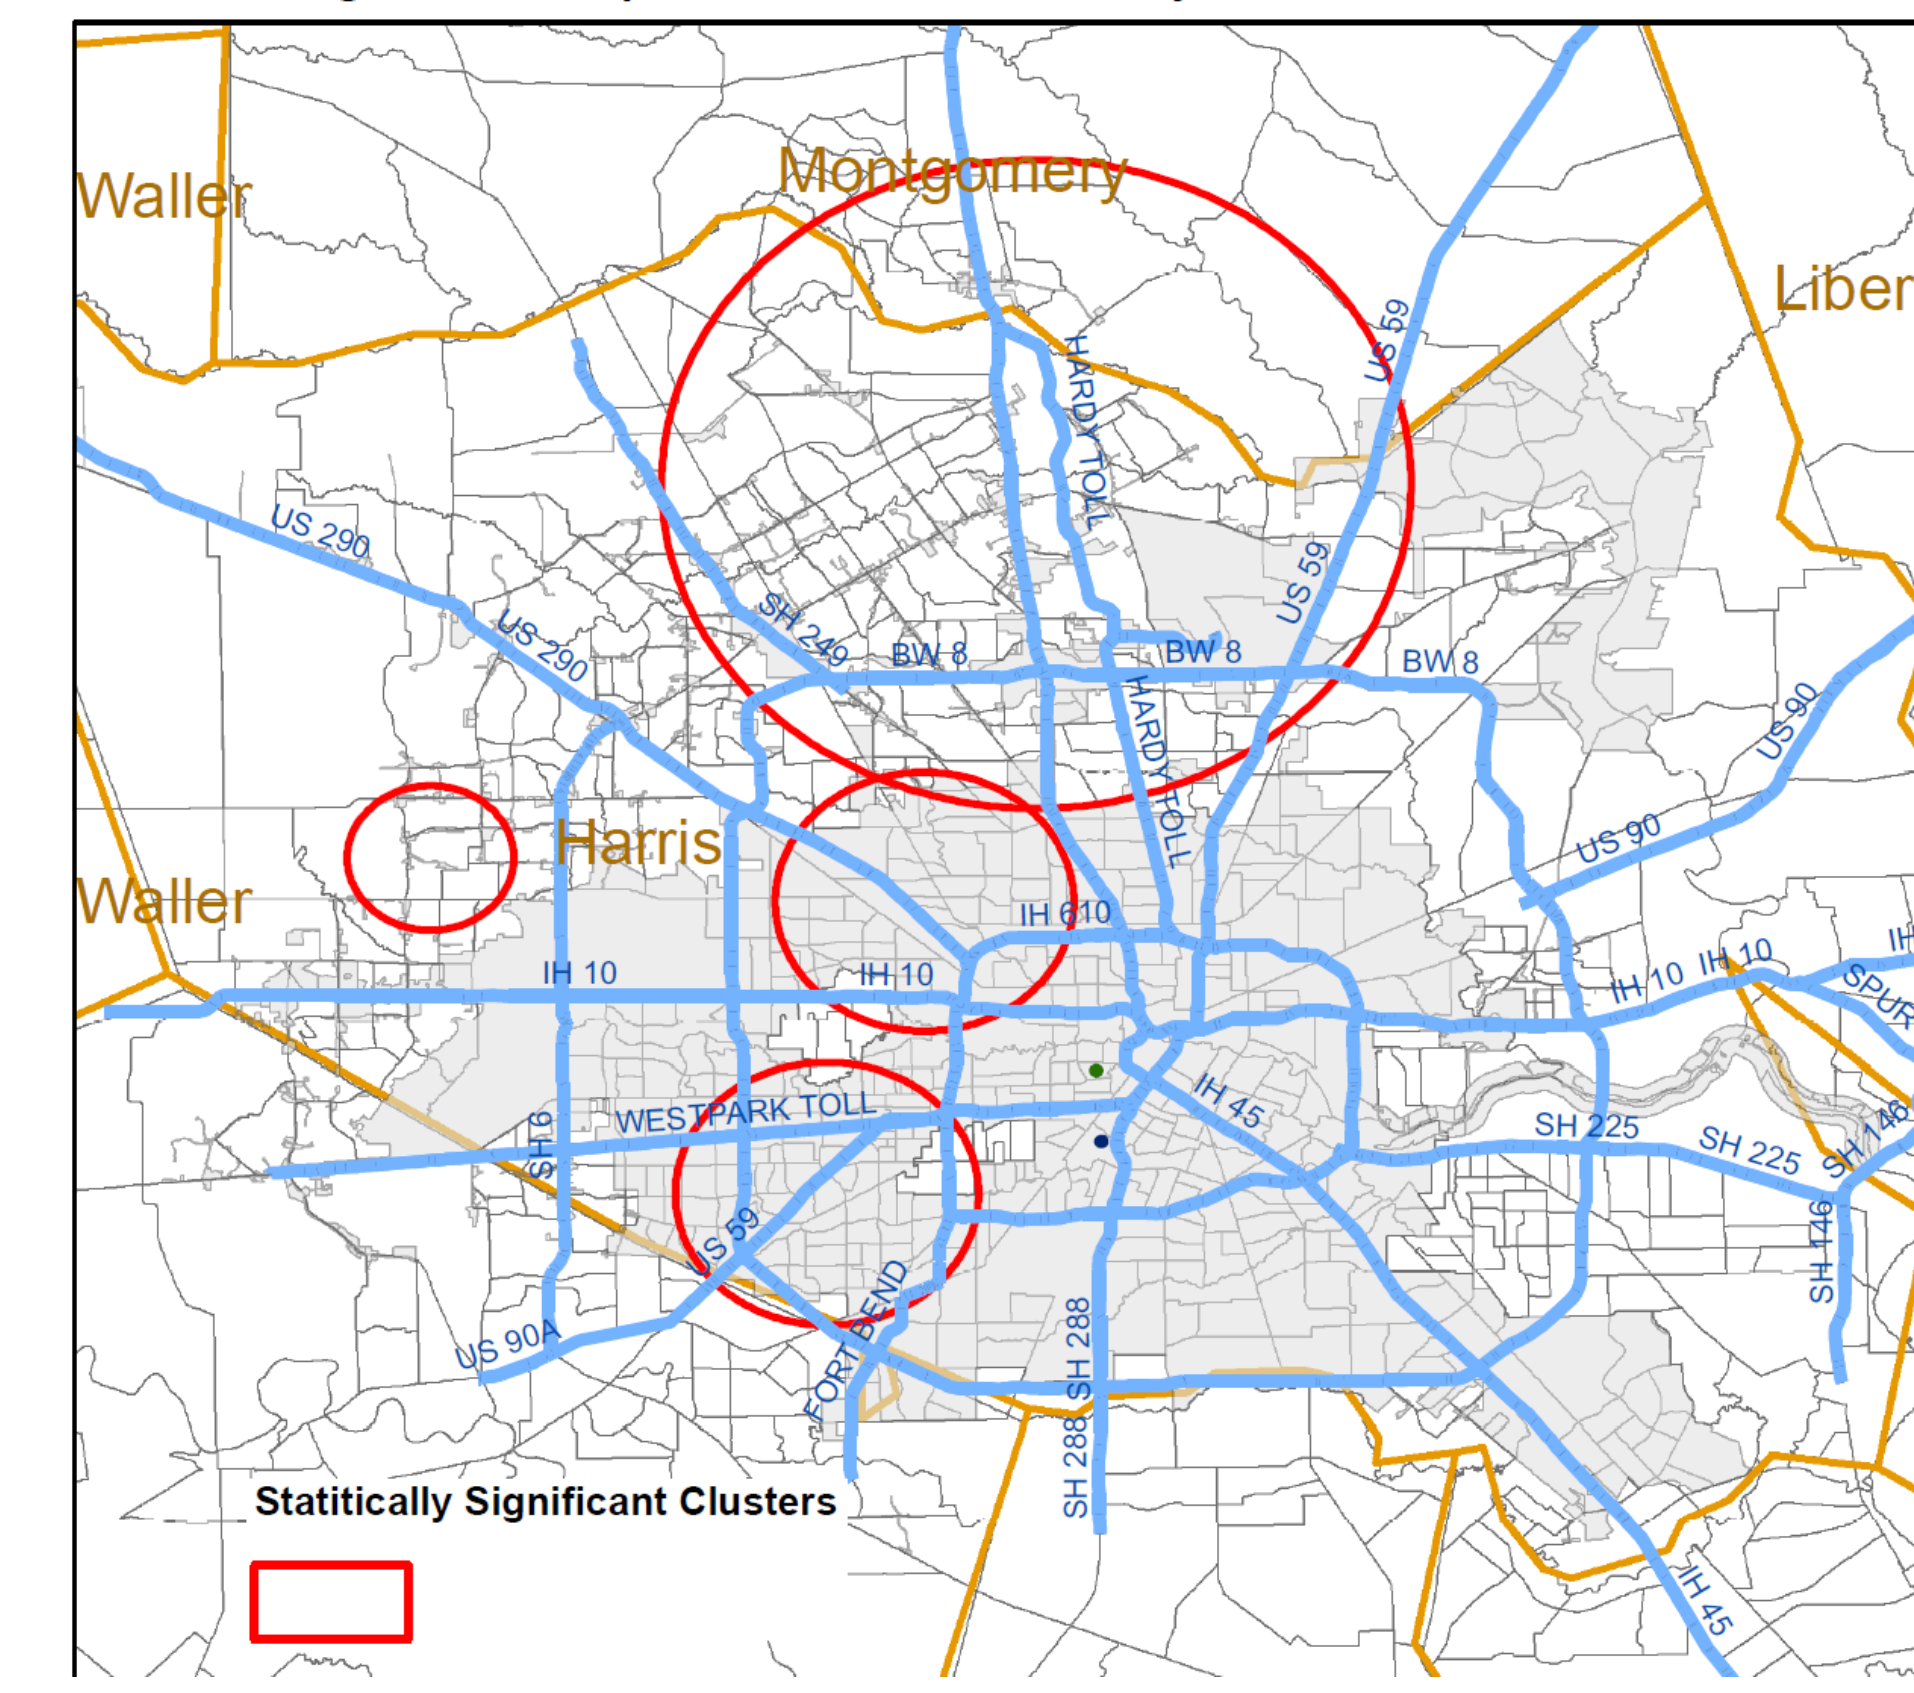 Montgomery
Waller
Liber
US 59
HARDY TOLL
US 290
US 59
SH 249
US 290
BW 8
BW 8
BW 8
HARDY TOLL
US 90
US 90
Harris
Waller
IH 610
IH 10
IH 10
IH 10
IH 10
IH
SPUR
WESTPARK TOLL
IH 45
SH 6
SH 225
SH 225
SH 146
SH 146
US 59
FORT BEND
US 90A
SH 288
SH 288
Statitically Significant Clusters
IH 45